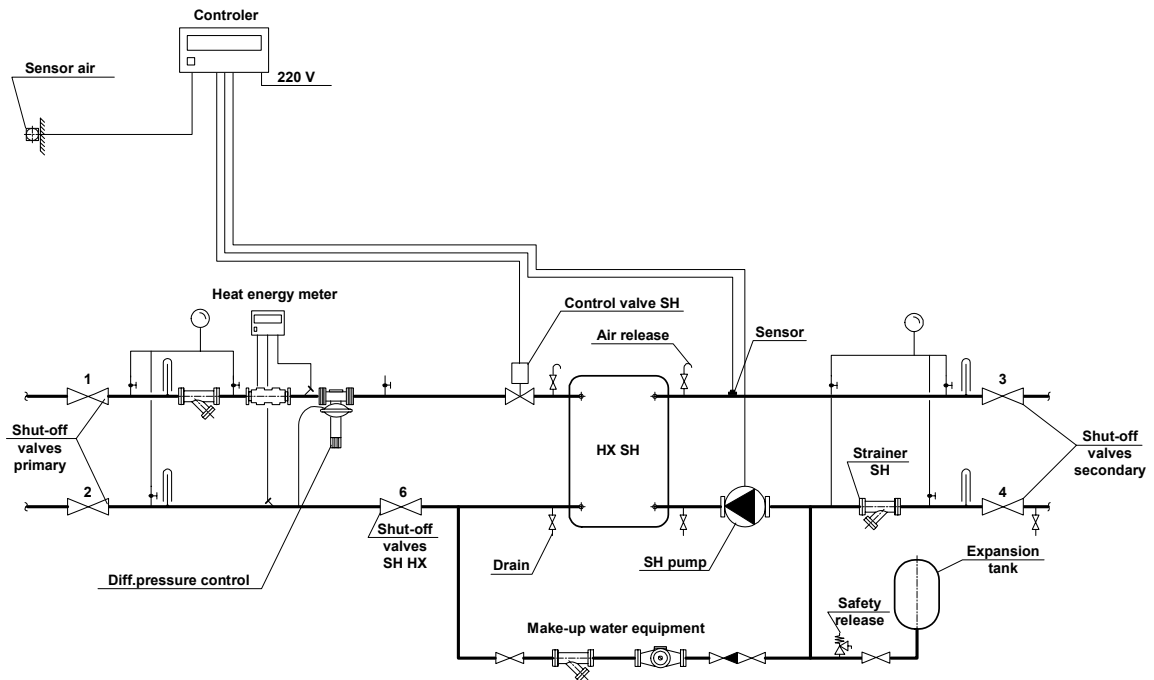 Controler
Sensor air
220 V
Heat energy meter
Control valve SH
Air release
Sensor
1
3
Shut-off
valves
primary
HX SH
Strainer
SH
Shut-off
valves
secondary
2
6
4
Shut-off
valves
SH HX
Drain
SH pump
Expansion
tank
Diff.pressure control
Safety
release
Make-up water equipment